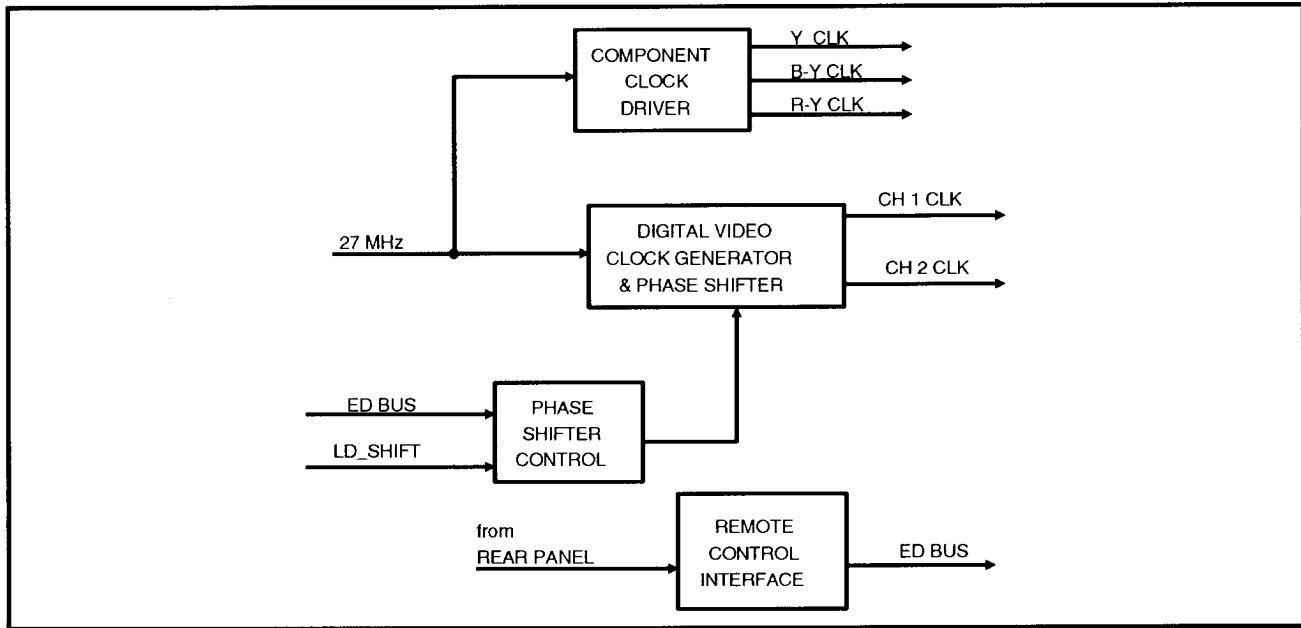 COMPONENT
CLOCK
DRIVER
Y CLK
B-Y CLK
R-Y CLK
27 MHz
DIGITAL VIDEO
CLOCK GENERATOR
& PHASE SHIFTER
CH 1 CLK
CH 2 CLK
ED BUS
LD_SHIFT
PHASE
SHIFTER
CONTROL
from
REAR PANEL
REMOTE
CONTROL
INTERFACE
ED BUS